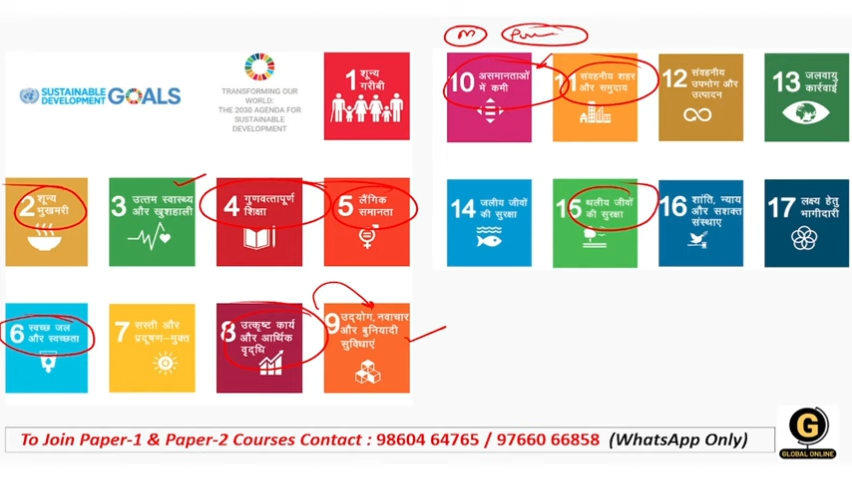 SUSTAINABLE
DEVELOPMENT GOALS
TRANSFORMING OUR
WORLD:
THE 2030 AGENDA FOR
SUSTAINABLE
DEVELOPMENT
1 शून्य
गरीबी
2 शून्य
भुखमरी
3 उत्तम स्वास्थ्य
और खुशहाली
4 गुणवत्तापूर्ण
शिक्षा
5 लैंगिक
समानता
6 स्वच्छ जल
और स्वच्छता
7 सस्ती और
प्रदूषण-मुक्त
8 उत्कृष्ट कार्य
और आर्थिक
वृद्धि
9 उद्योग, नवाचार
और बुनियादी
सुविधाएं
10 असमानताओं
में कमी
11 संवहनीय शहर
और समुदाय
12 संवहनीय
उपभोग और
उत्पादन
13 जलवायु
कार्रवाई
14 जलीय जीवों
की सुरक्षा
15 थलीय जीवों
की सुरक्षा
16 शांति, न्याय
और सशक्त
संस्थाए
17 लक्ष्य हेतु
भागीदारी
To Join Paper-1 & Paper-2 Courses Contact : 98604 64765 / 97660 66858 (WhatsApp Only)
G
GLOBAL ONLINE